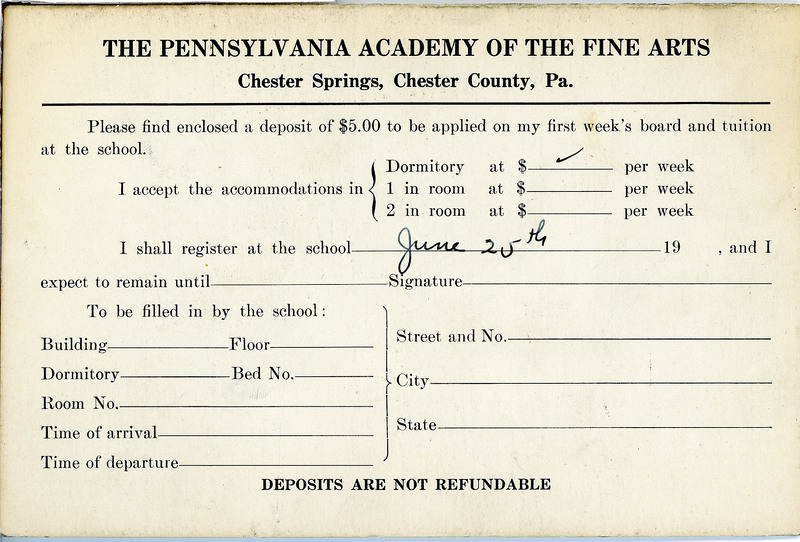 THE PENNSYLVANIA ACADEMY OF THE FINE ARTS
Chester Springs, Chester County, Pa.
Please find enclosed a deposit of $5.00 to be applied on my first week's board and tuition
at the school.
I accept the accommodations in
Dormitory at $ ✓ per week
1 in room at $ per week
2 in room at $ per week
I shall register at the school June 25th 19 , and I
expect to remain until Signature
To be filled in by the school:
Building Floor
Dormitory Bed No.
Room No.
Time of arrival
Time of departure
Street and No.
City
State
DEPOSITS ARE NOT REFUNDABLE